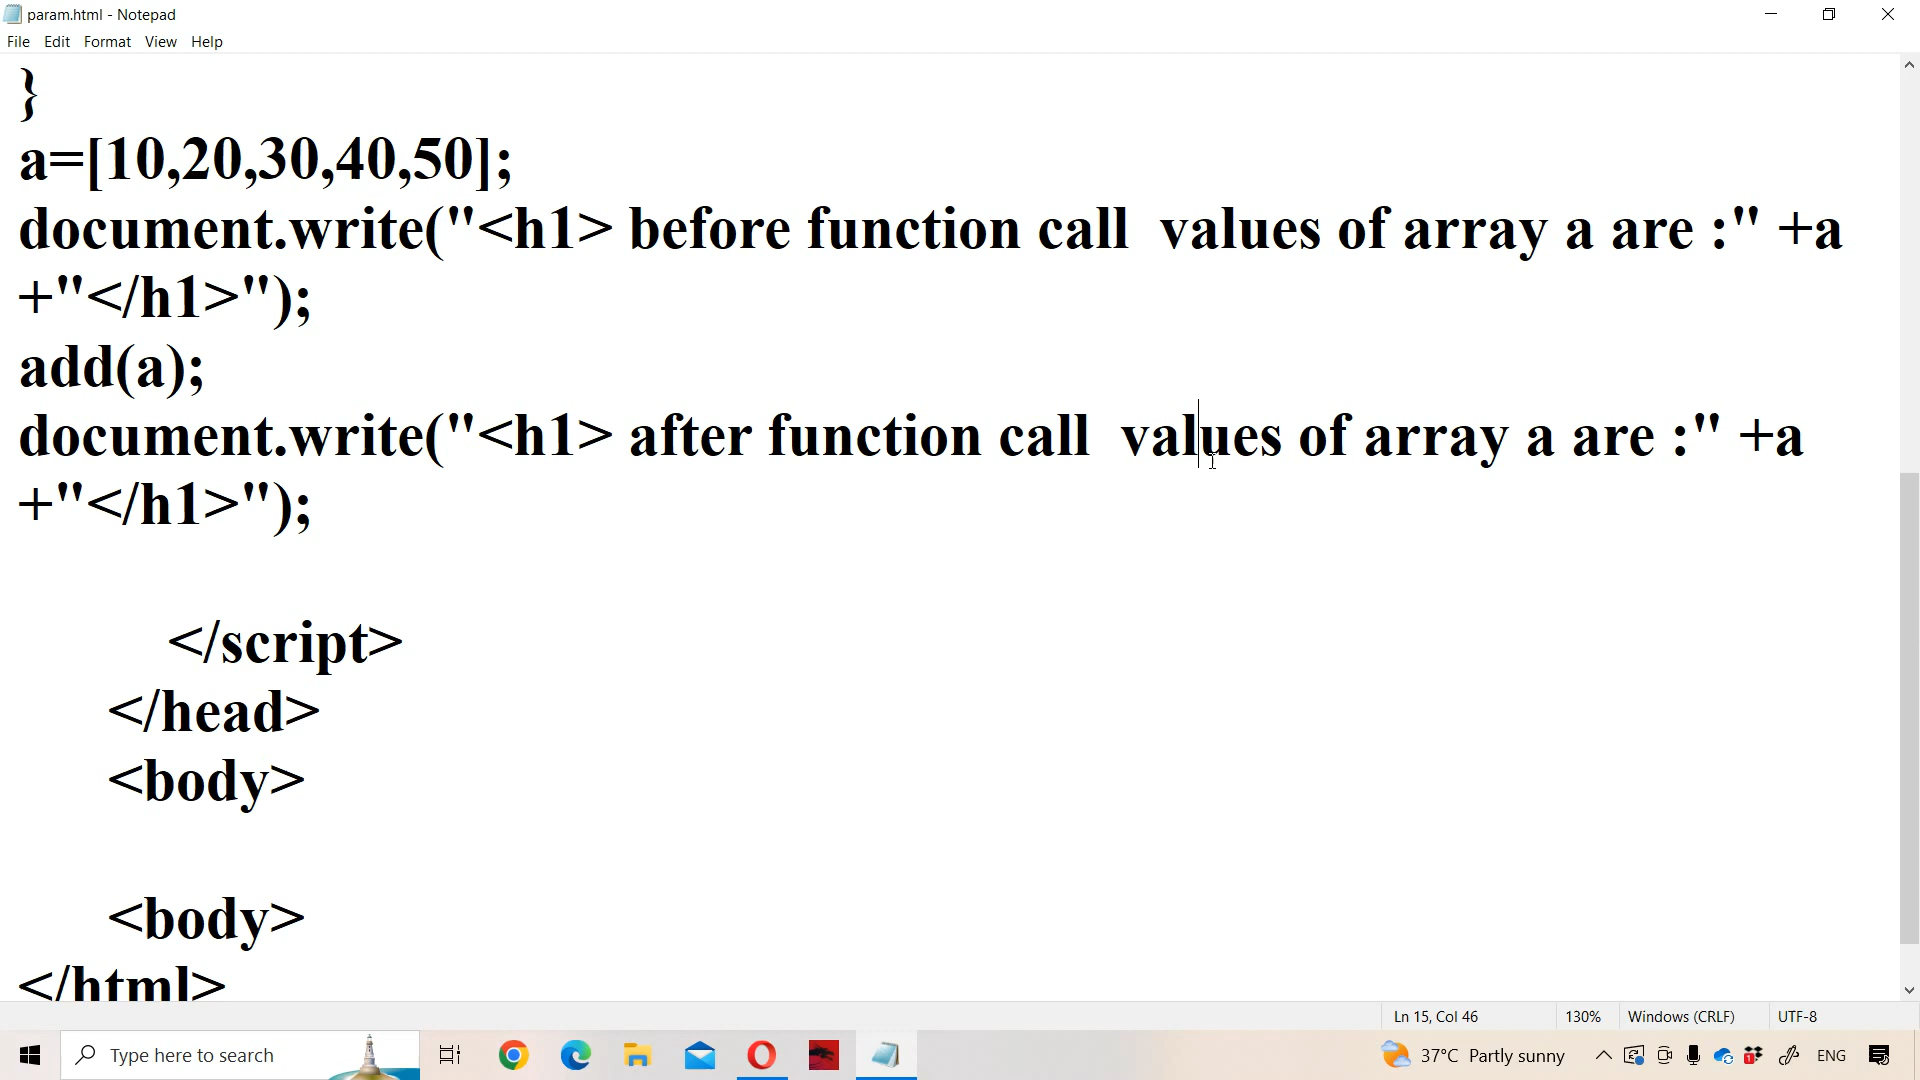 param.html - Notepad
File Edit Format View Help
}
a=[10,20,30,40,50];
document.write("<h1> before function call  values of array a are :" +a
+"</h1>");
add(a);
document.write("<h1> after function call  values of array a are :" +a
+"</h1>");
</script>
</head>
<body>
<body>
</html>
Ln 15, Col 46 130% Windows (CRLF) UTF-8
Type here to search 37°C Partly sunny 1 ENG